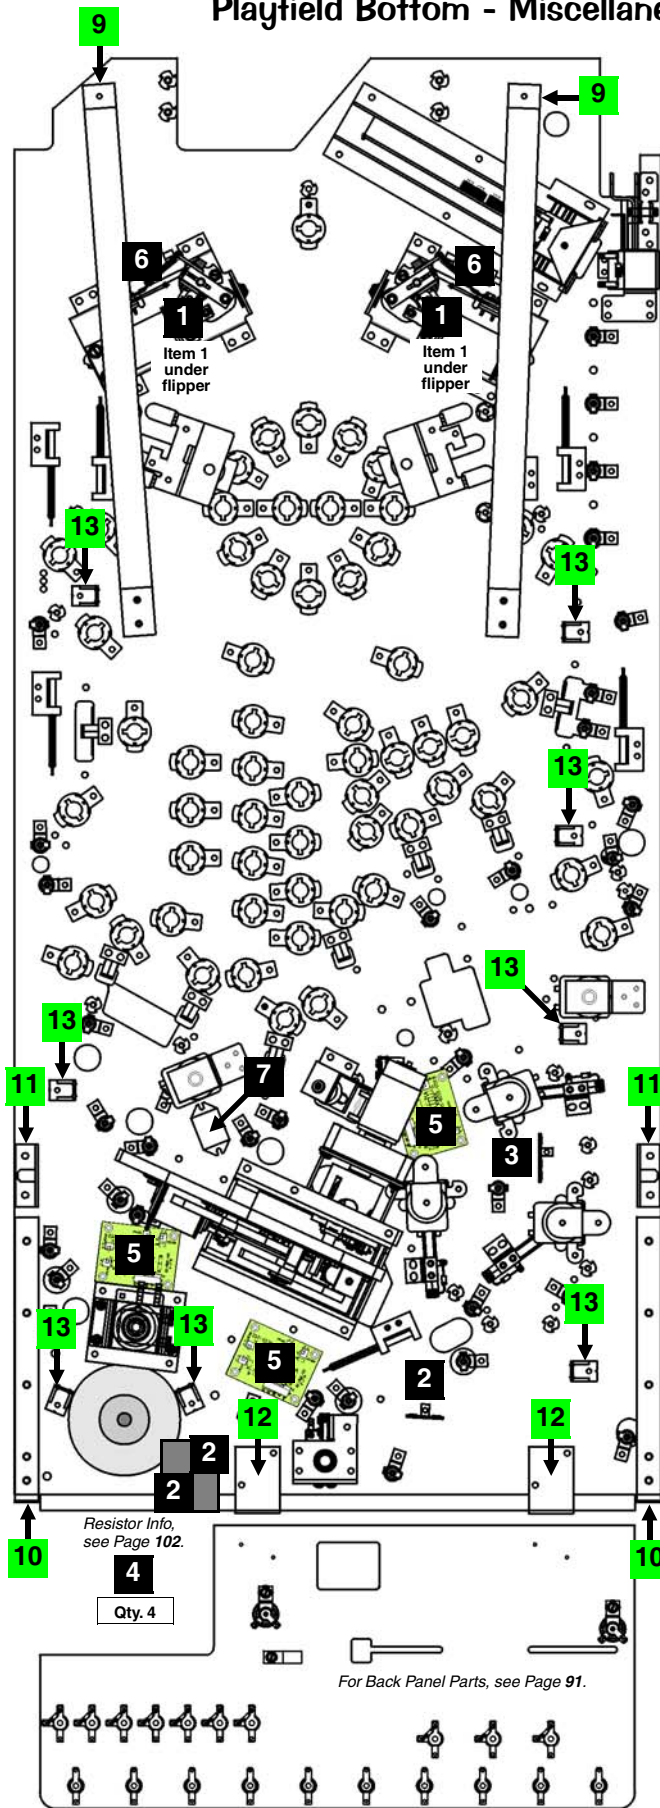 Playfield Bottom - Miscellane
9
9
6
6
1
1
Item 1
under
flipper
Item 1
under
flipper
13
13
13
13
13
11
11
7
5
3
5
13
13
13
5
2
12
12
2
2
10
10
Resistor Info,
see Page 102.
4
Qty. 4
For Back Panel Parts, see Page 91.